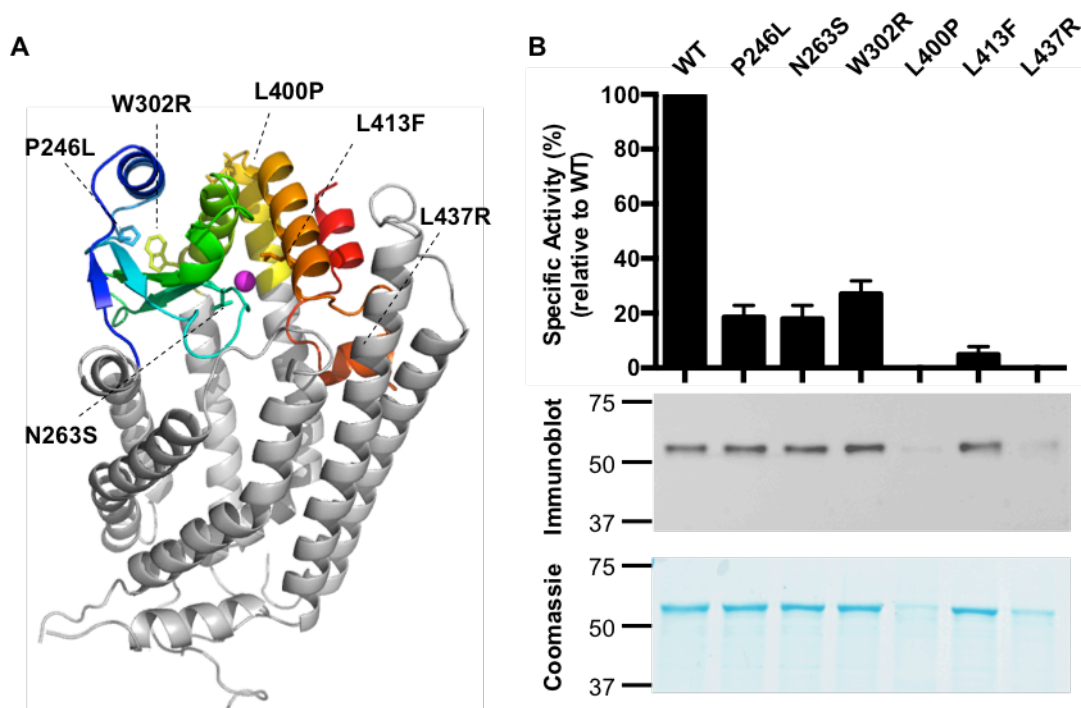 A
W302R
L400P
P246L
L413F
L437R
N263S
B
WT
P246L
N263S
W302R
L400P
L413F
L437R
Specific Activity (%)
(relative to WT)
100
80
60
40
20
0
Immunoblot
75
50
37
Coomassie
75
50
37